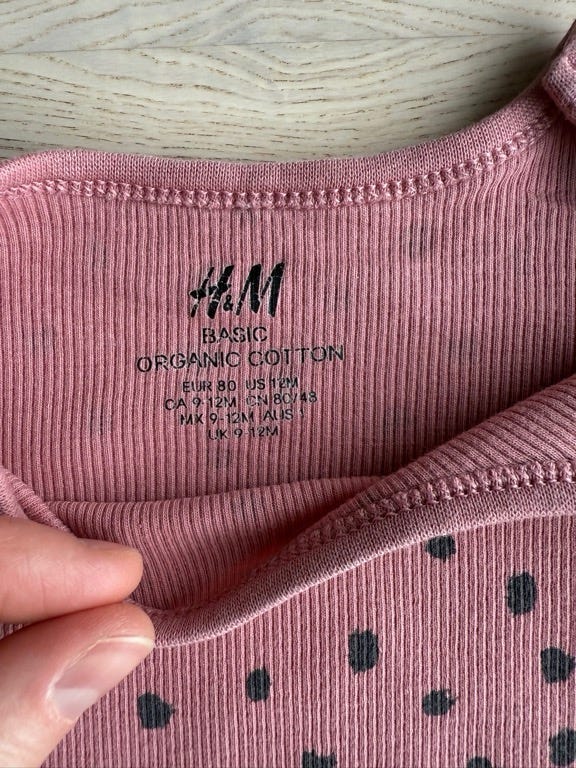 H&M
BASIC
ORGANIC COTTON
EUR 80 US 12M
CA 9-12M CN 80/48
MX 9-12M AUS 1
UK 9-12M